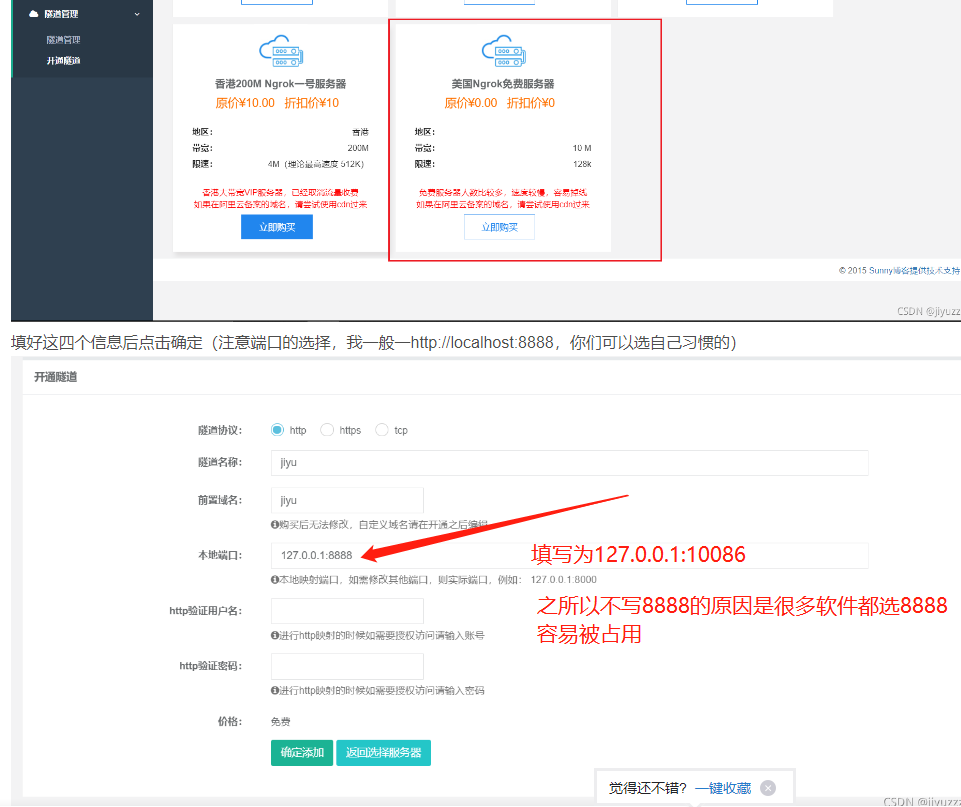 隧道管理
隧道管理
开通隧道
香港200M Ngrok一号服务器
原价¥10.00 折扣价¥10
地区: 香港
带宽: 200M
限速: 4M（理论最高速度 512K）
香港大带宽VIP服务器，已经取消流量收费
如果在阿里云备案的域名，请尝试使用cdn过来
立即购买
美国Ngrok免费服务器
原价¥0.00 折扣价¥0
地区:
带宽: 10 M
限速: 128k
免费服务器人数比较多，速度较慢，容易掉线
如果在阿里云备案的域名，请尝试使用cdn过来
立即购买
© 2015 Sunny博客提供技术支持
CSDN @jiyuzz
填好这四个信息后点击确定（注意端口的选择，我一般一http://localhost:8888，你们可以选自己习惯的）
开通隧道
隧道协议: http https tcp
隧道名称: jiyu
前置域名: jiyu
购买后无法修改，自定义域名请在开通之后编辑
本地端口: 127.0.0.1:8888
填写为127.0.0.1:10086
本地映射端口，如需修改其他端口，则实际端口，例如： 127.0.0.1:8000
之所以不写8888的原因是很多软件都选8888
容易被占用
http验证用户名:
进行http映射的时候如需要授权访问请输入账号
http验证密码:
进行http映射的时候如需要授权访问请输入密码
价格: 免费
确定添加 返回选择服务器
觉得还不错? 一键收藏
CSDN @jiyuzz